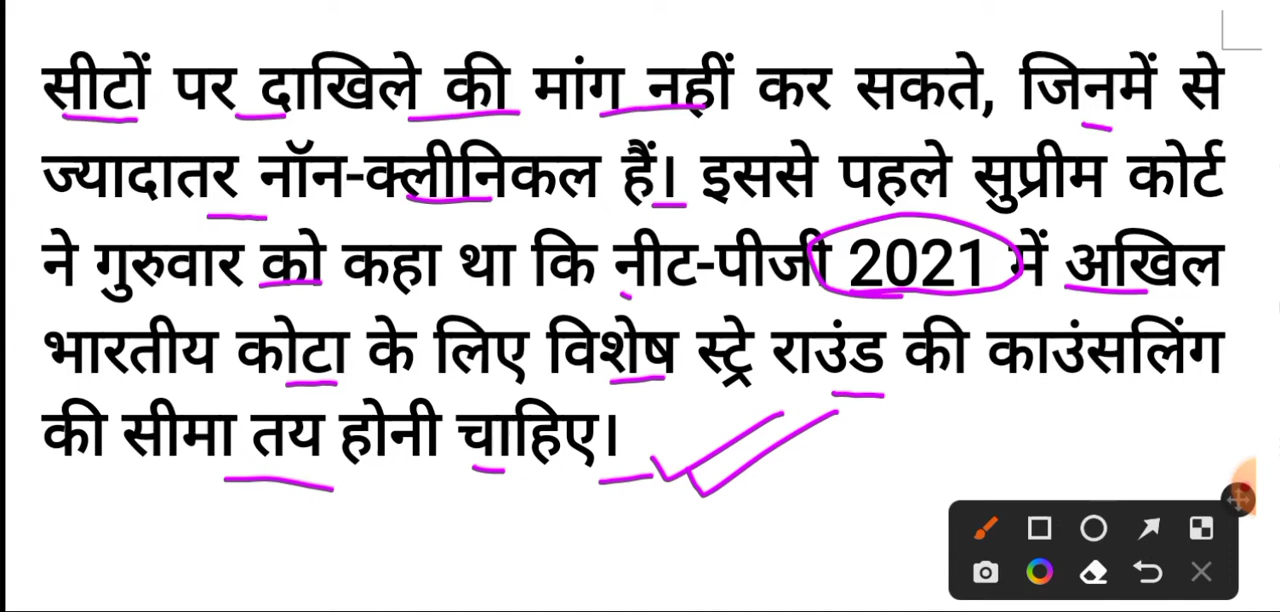 सीटों पर दाखिले की मांग नहीं कर सकते, जिनमें से
ज्यादातर नॉन-क्लीनिकल हैं। इससे पहले सुप्रीम कोर्ट
ने गुरुवार को कहा था कि नीट-पीजी 2021 में अखिल
भारतीय कोटा के लिए विशेष स्ट्रे राउंड की काउंसलिंग
की सीमा तय होनी चाहिए।